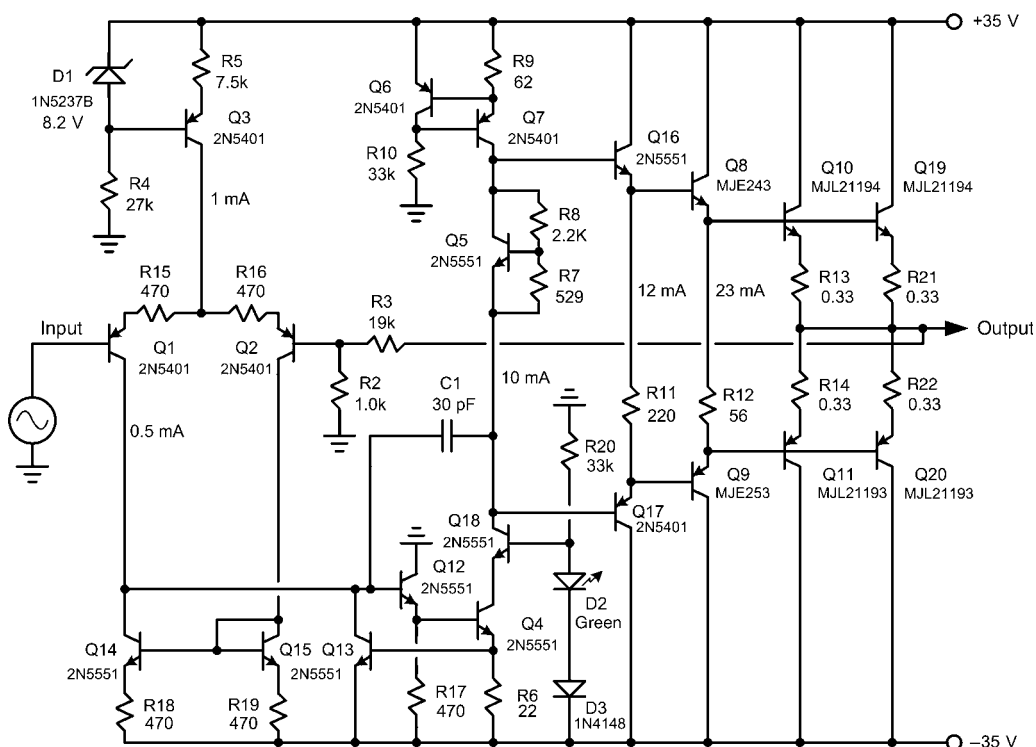 +35 V
D1
1N5237B
8.2 V
R5
7.5k
Q3
2N5401
R4
27k
1 mA
Q6
2N5401
R9
62
Q7
2N5401
R10
33k
Q16
2N5551
Q8
MJE243
Q10
MJL21194
Q19
MJL21194
R8
2.2K
Q5
2N5551
R7
529
R15
470
R16
470
R3
19k
12 mA
23 mA
R13
0.33
R21
0.33
Input
Output
Q1
2N5401
Q2
2N5401
R2
1.0k
C1
30 pF
10 mA
R11
220
R12
56
R14
0.33
R22
0.33
0.5 mA
R20
33k
Q9
MJE253
Q11
MJL21193
Q20
MJL21193
Q17
2N5401
Q18
2N5551
Q12
2N5551
D2
Green
Q4
2N5551
Q14
2N5551
Q15
2N5551
Q13
R18
470
R19
470
R17
470
R6
22
D3
1N4148
–35 V